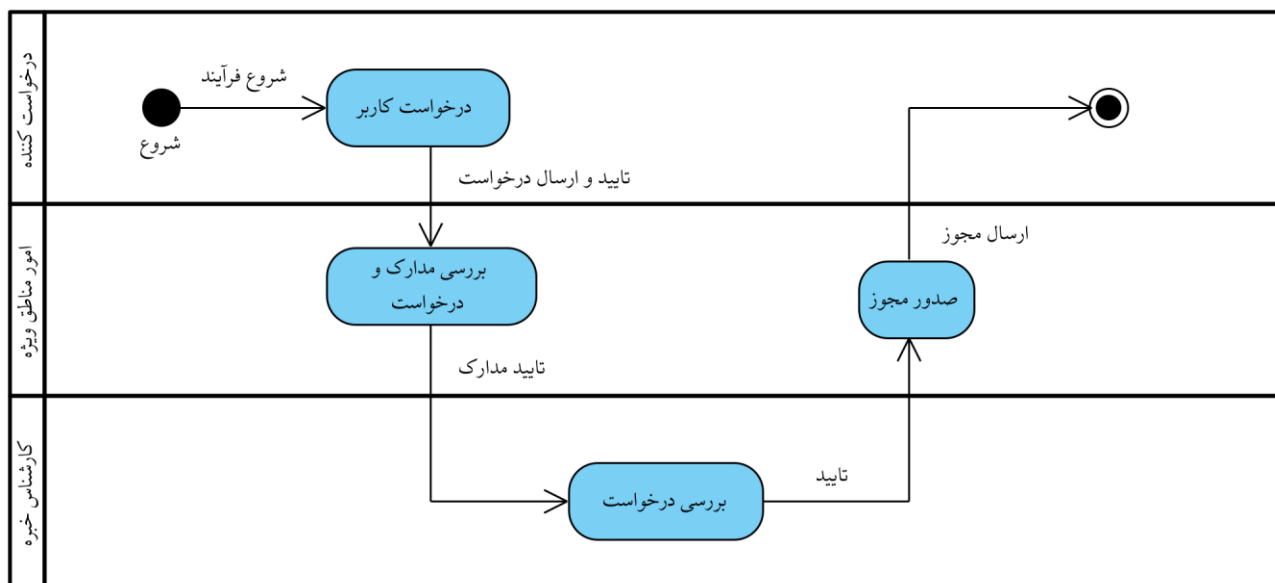 درخواست کننده
شروع فرآیند
شروع
درخواست کاربر
تایید و ارسال درخواست
امور مناطق ویژه
بررسی مدارک و
درخواست
تایید مدارک
ارسال مجوز
صدور مجوز
کارشناس خبره
بررسی درخواست
تایید